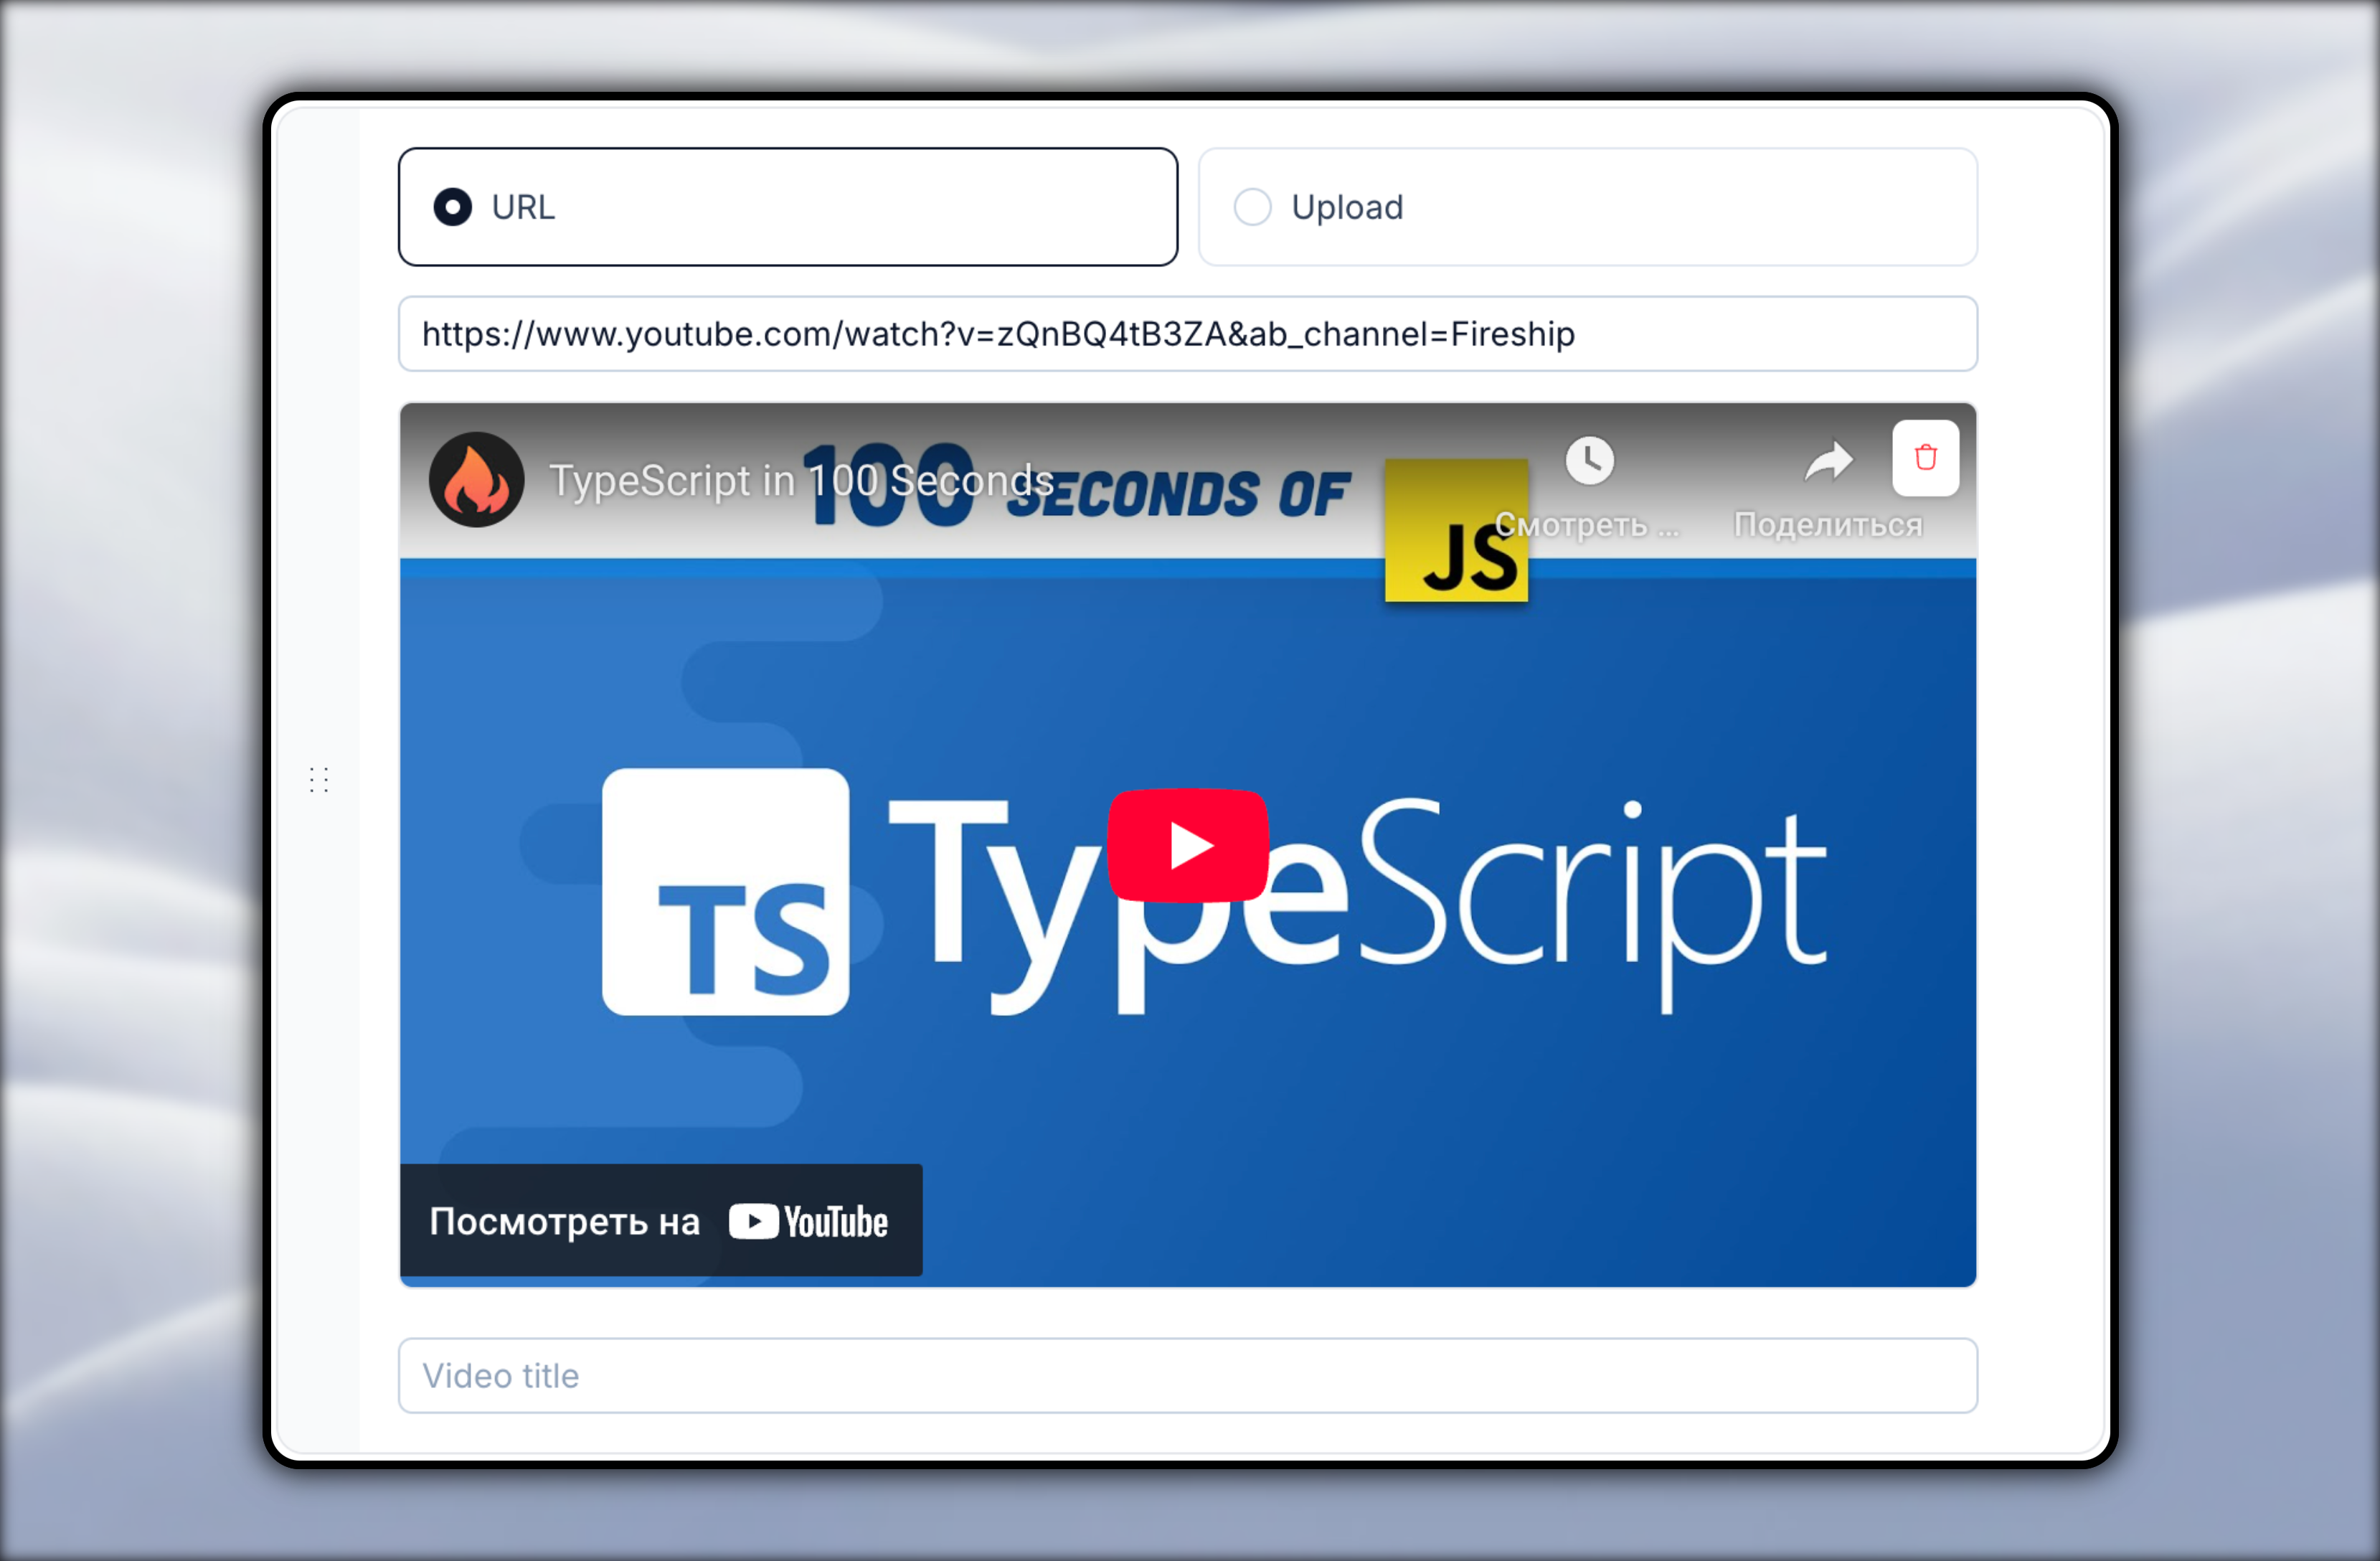 URL
Upload
https://www.youtube.com/watch?v=zQnBQ4tB3ZA&ab_channel=Fireship
TypeScript in 100 Seconds
100 SECONDS OF
JS
Смотреть ...
Поделиться
TS TypeScript
Посмотреть на YouTube
Video title